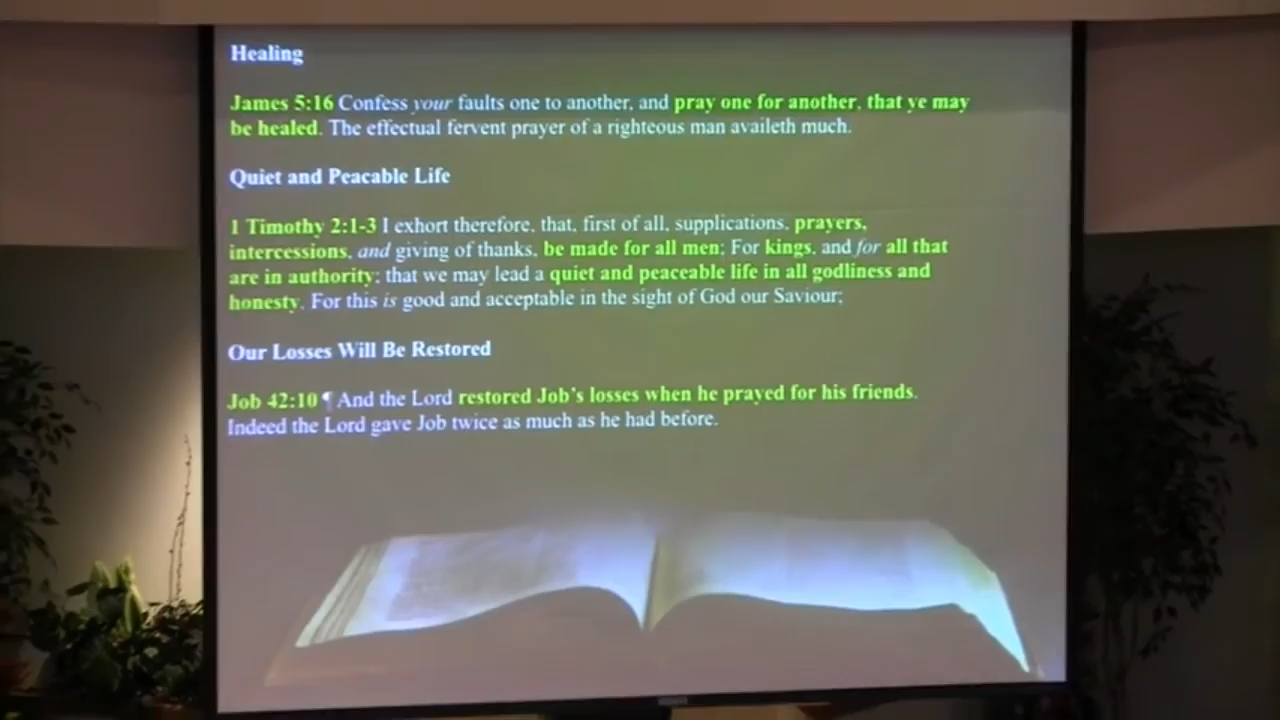 Healing
James 5:16 Confess your faults one to another, and pray one for another, that ye may
be healed. The effectual fervent prayer of a righteous man availeth much.
Quiet and Peacable Life
1 Timothy 2:1-3 I exhort therefore, that, first of all, supplications, prayers,
intercessions, and giving of thanks, be made for all men; For kings, and for all that
are in authority; that we may lead a quiet and peaceable life in all godliness and
honesty. For this is good and acceptable in the sight of God our Saviour;
Our Losses Will Be Restored
Job 42:10 ¶ And the Lord restored Job's losses when he prayed for his friends.
Indeed the Lord gave Job twice as much as he had before.